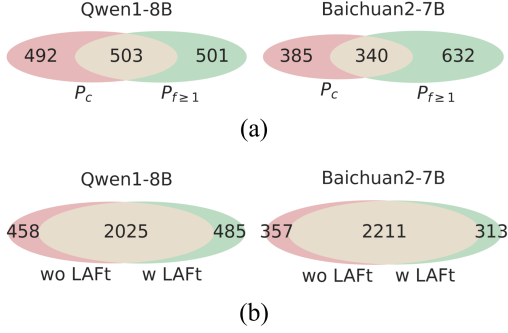 Qwen1-8B Baichuan2-7B
492 503 501 385 340 632
P_c P_{f≥1} P_c P_{f≥1}
(a)
Qwen1-8B Baichuan2-7B
458 2025 485 357 2211 313
wo LAFt w LAFt wo LAFt w LAFt
(b)